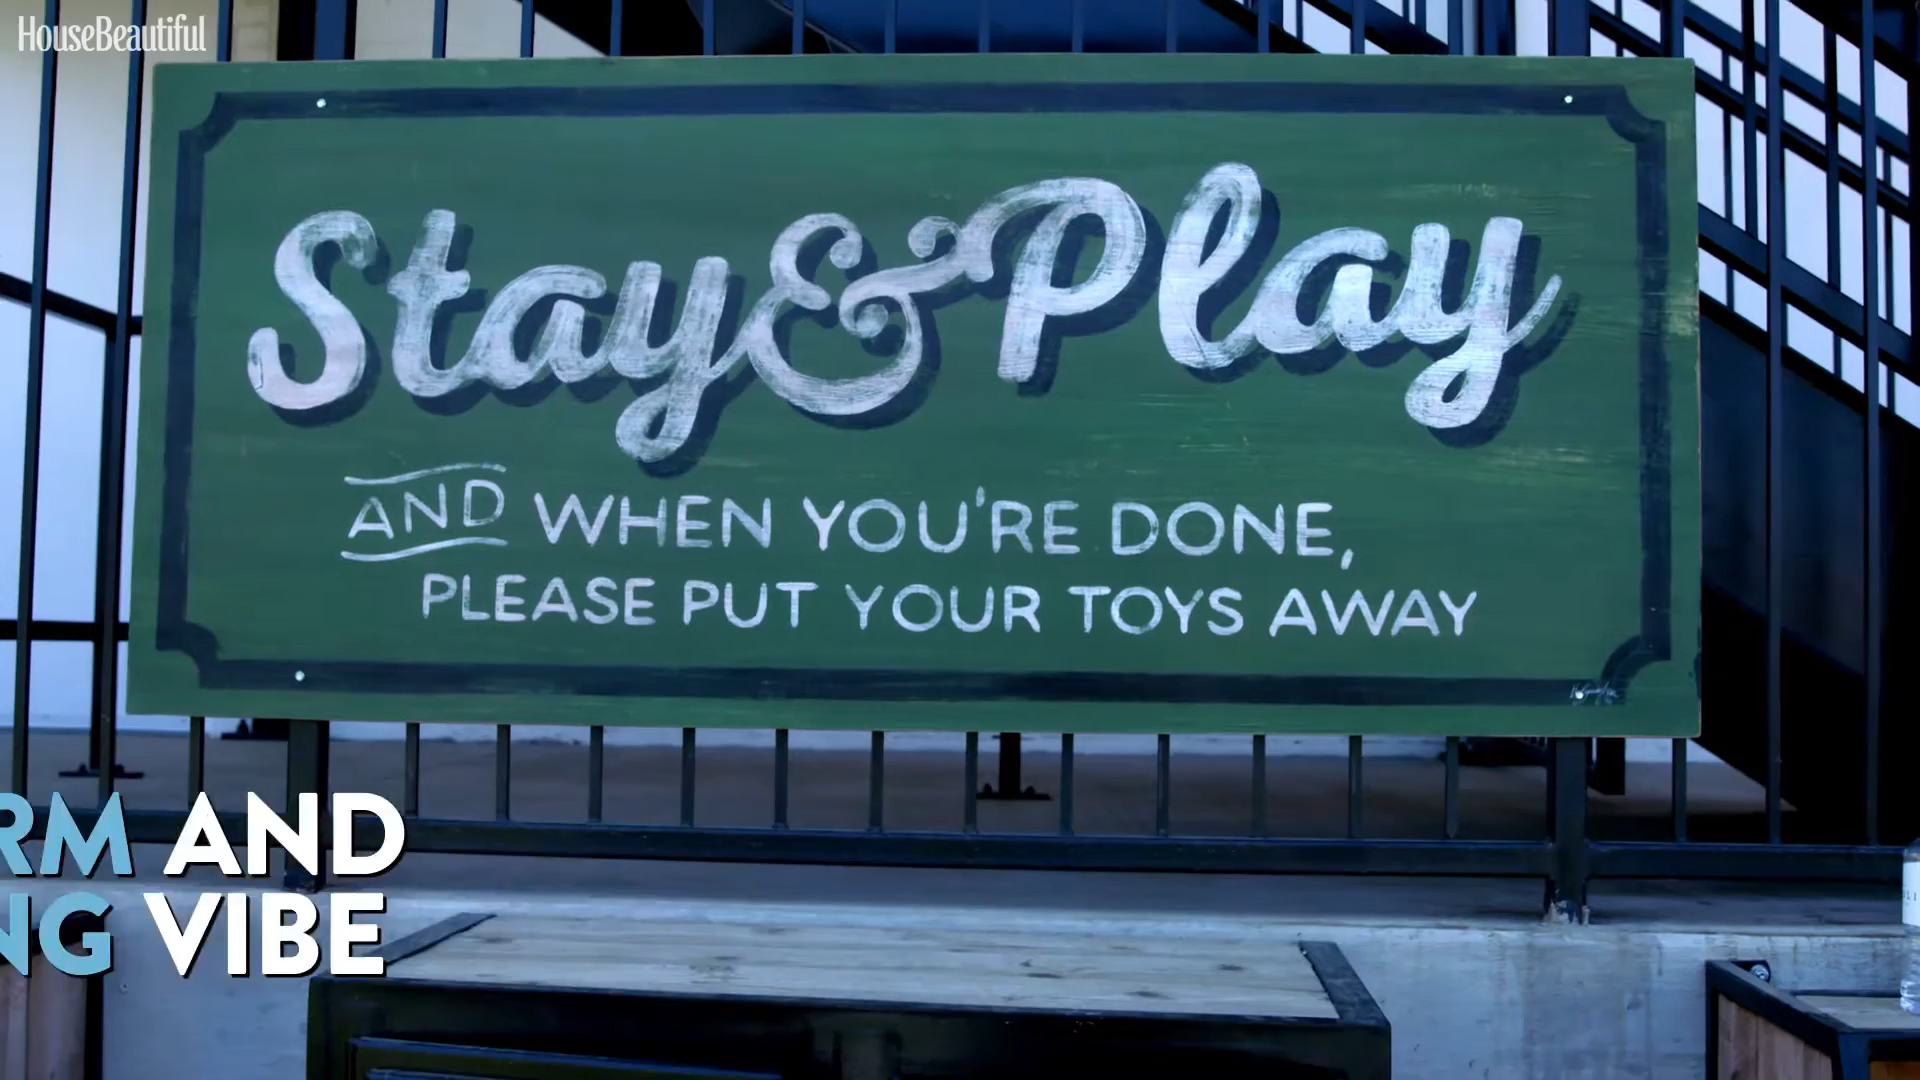 HouseBeautiful
Stay & Play
AND WHEN YOU'RE DONE,
PLEASE PUT YOUR TOYS AWAY
RM AND
NG VIBE